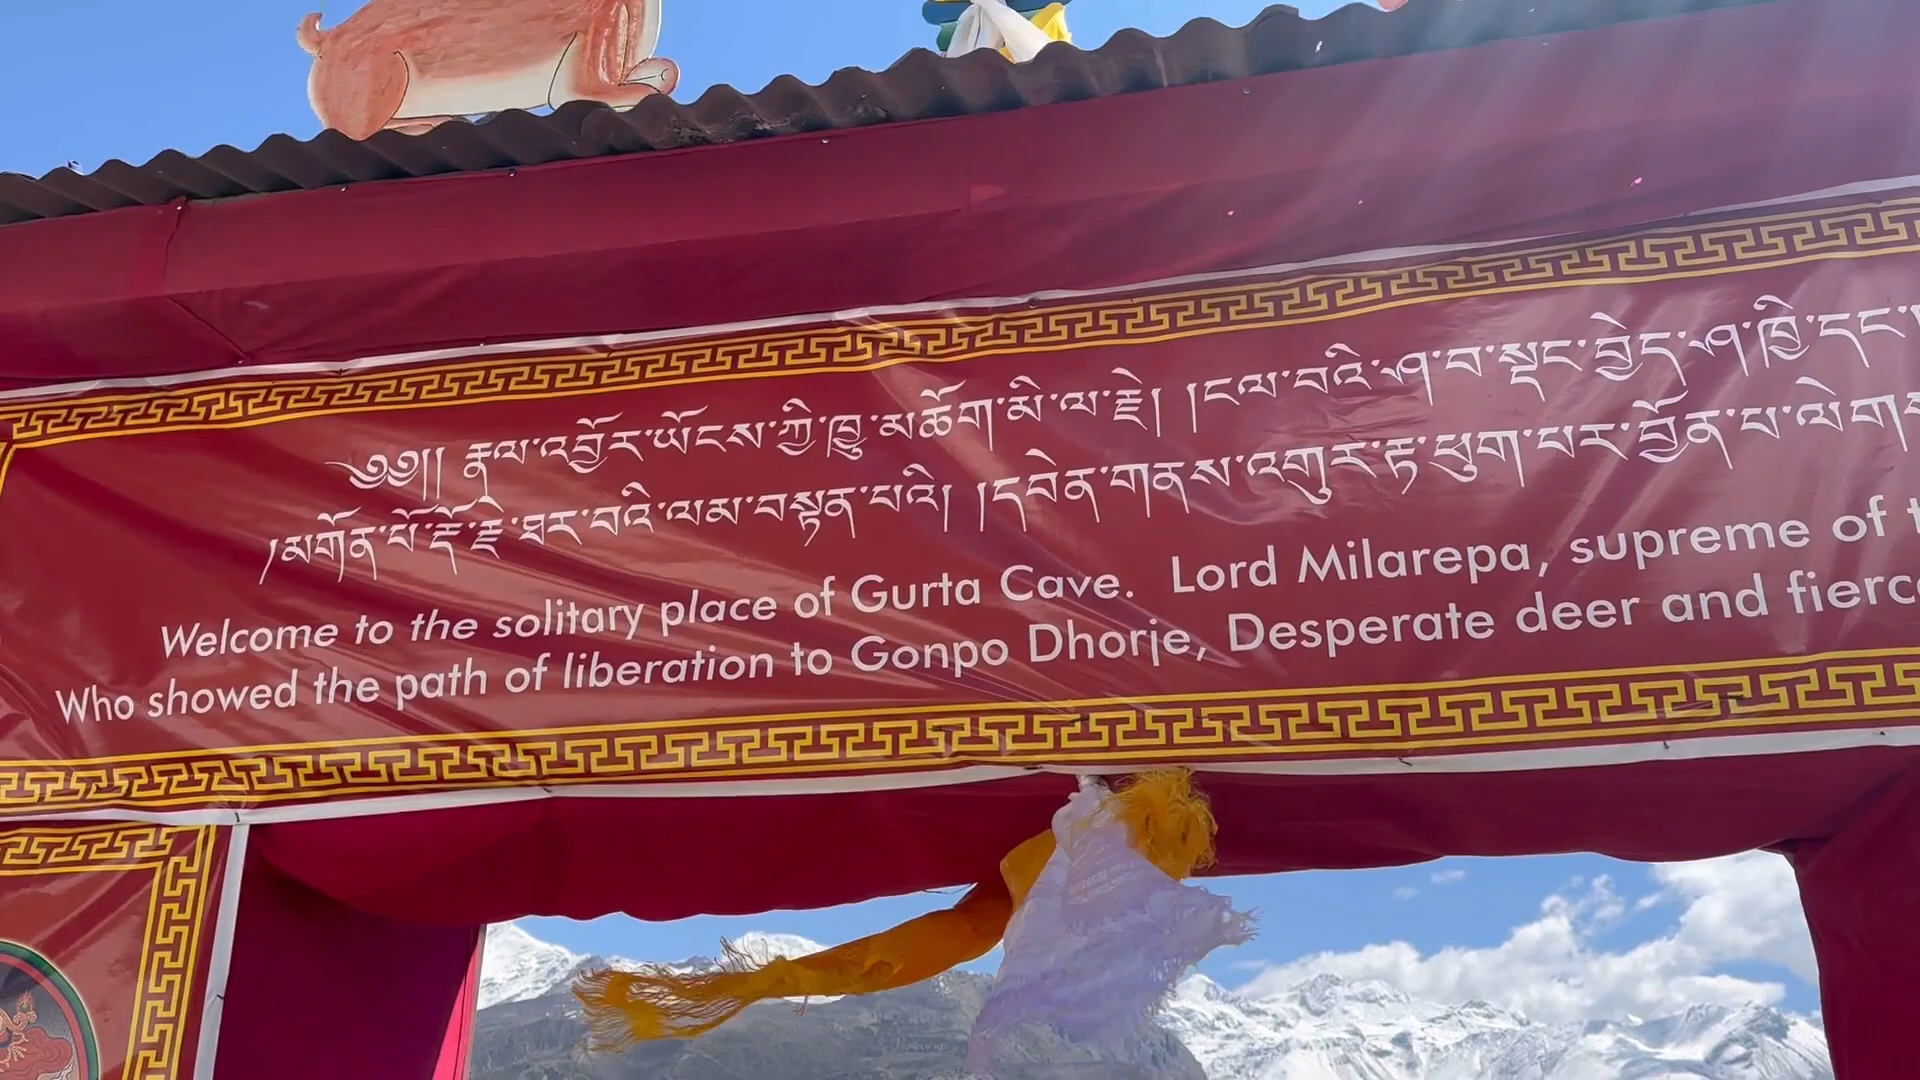 ༄༅།། རྣལ་འབྱོར་ཡོངས་ཀྱི་ཁྱུ་མཆོག་མི་ལ་རྗེ། །ངལ་བའི་ཤ་བ་སྡང་བྱེད་ཤ་ཁྱི་དང་
།མགོན་པོ་རྡོ་རྗེ་ཐར་བའི་ལམ་བསྟན་པའི། །དབེན་གནས་འགུར་རྟ་ཕུག་པར་བྱོན་པ་ལེགས
Welcome to the solitary place of Gurta Cave. Lord Milarepa, supreme of
Who showed the path of liberation to Gonpo Dhorje, Desperate deer and